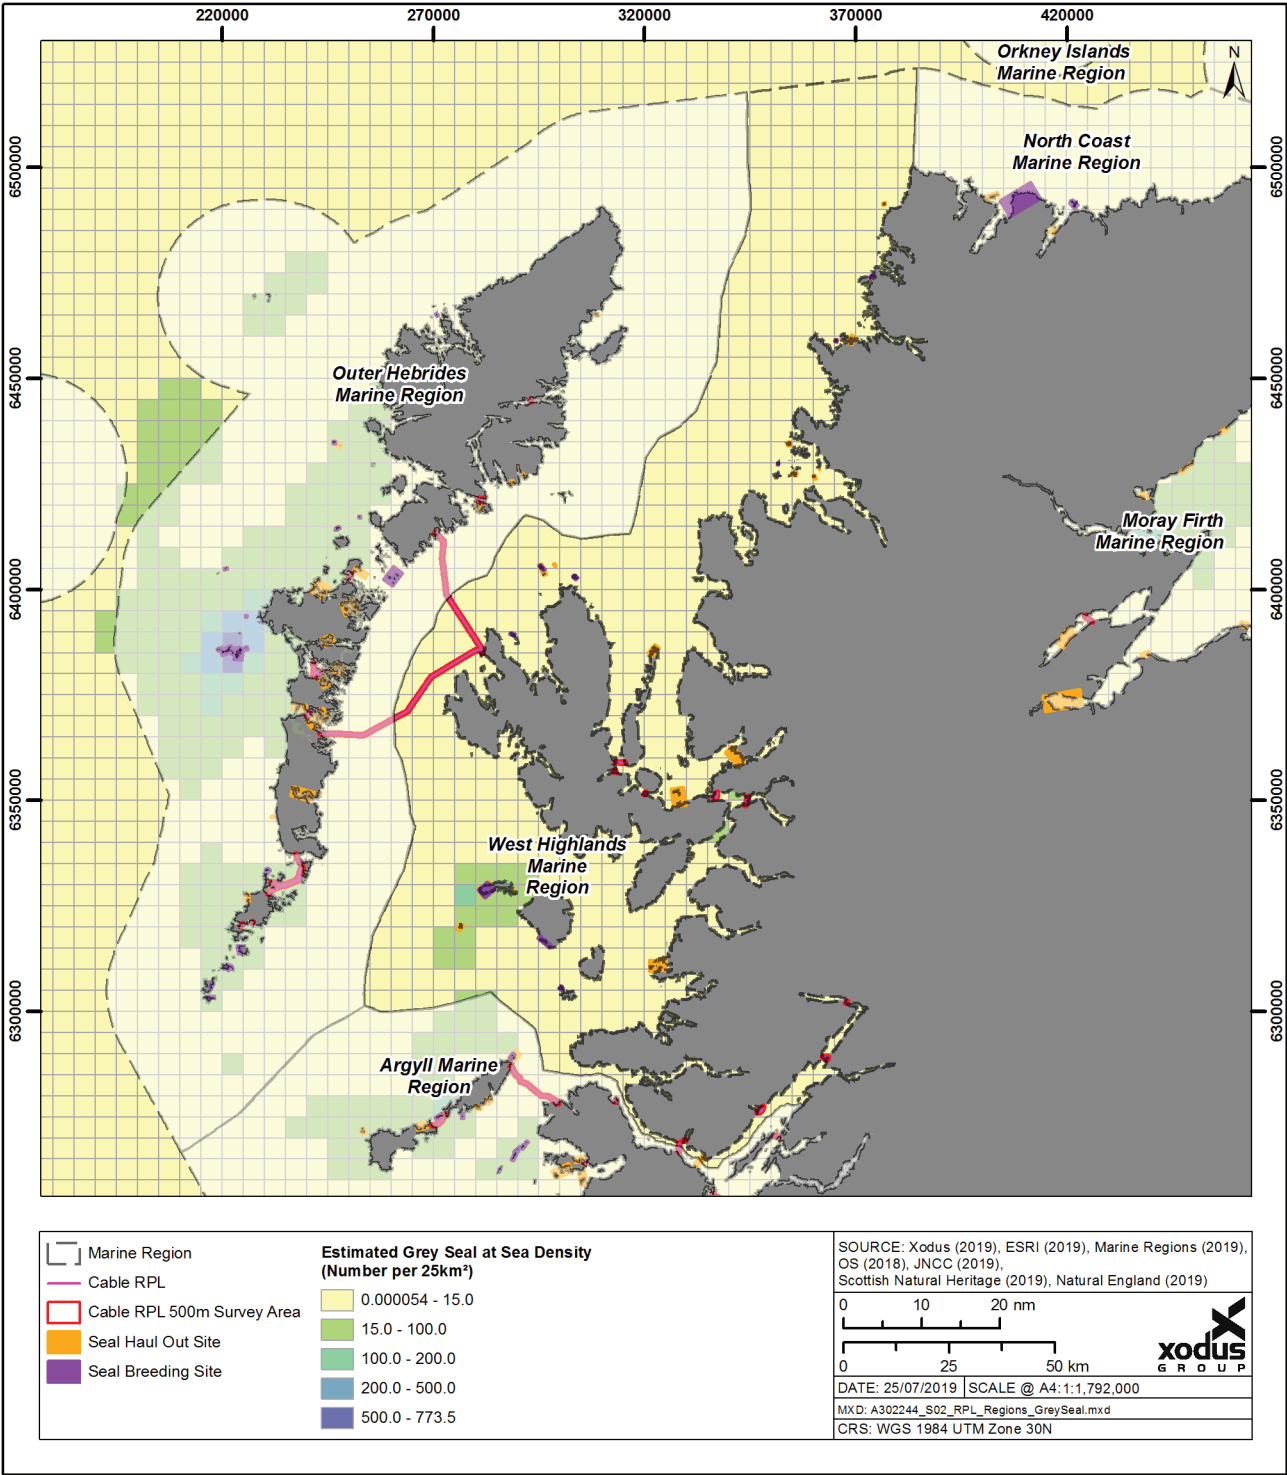 220000 270000 320000 370000 420000
Orkney Islands
Marine Region
N
North Coast
Marine Region
6500000 6500000
Outer Hebrides
Marine Region
6450000 6450000
Moray Firth
Marine Region
6400000 6400000
6350000 6350000
West Highlands
Marine
Region
6300000 6300000
Argyll Marine
Region
Marine Region
Cable RPL
Cable RPL 500m Survey Area
Seal Haul Out Site
Seal Breeding Site
Estimated Grey Seal at Sea Density
(Number per 25km²)
0.000054 - 15.0
15.0 - 100.0
100.0 - 200.0
200.0 - 500.0
500.0 - 773.5
SOURCE: Xodus (2019), ESRI (2019), Marine Regions (2019),
OS (2018), JNCC (2019),
Scottish Natural Heritage (2019), Natural England (2019)
0 10 20 nm
0 25 50 km
xodus
GROUP
DATE: 25/07/2019 SCALE @ A4:1:1,792,000
MXD: A302244_S02_RPL_Regions_GreySeal.mxd
CRS: WGS 1984 UTM Zone 30N